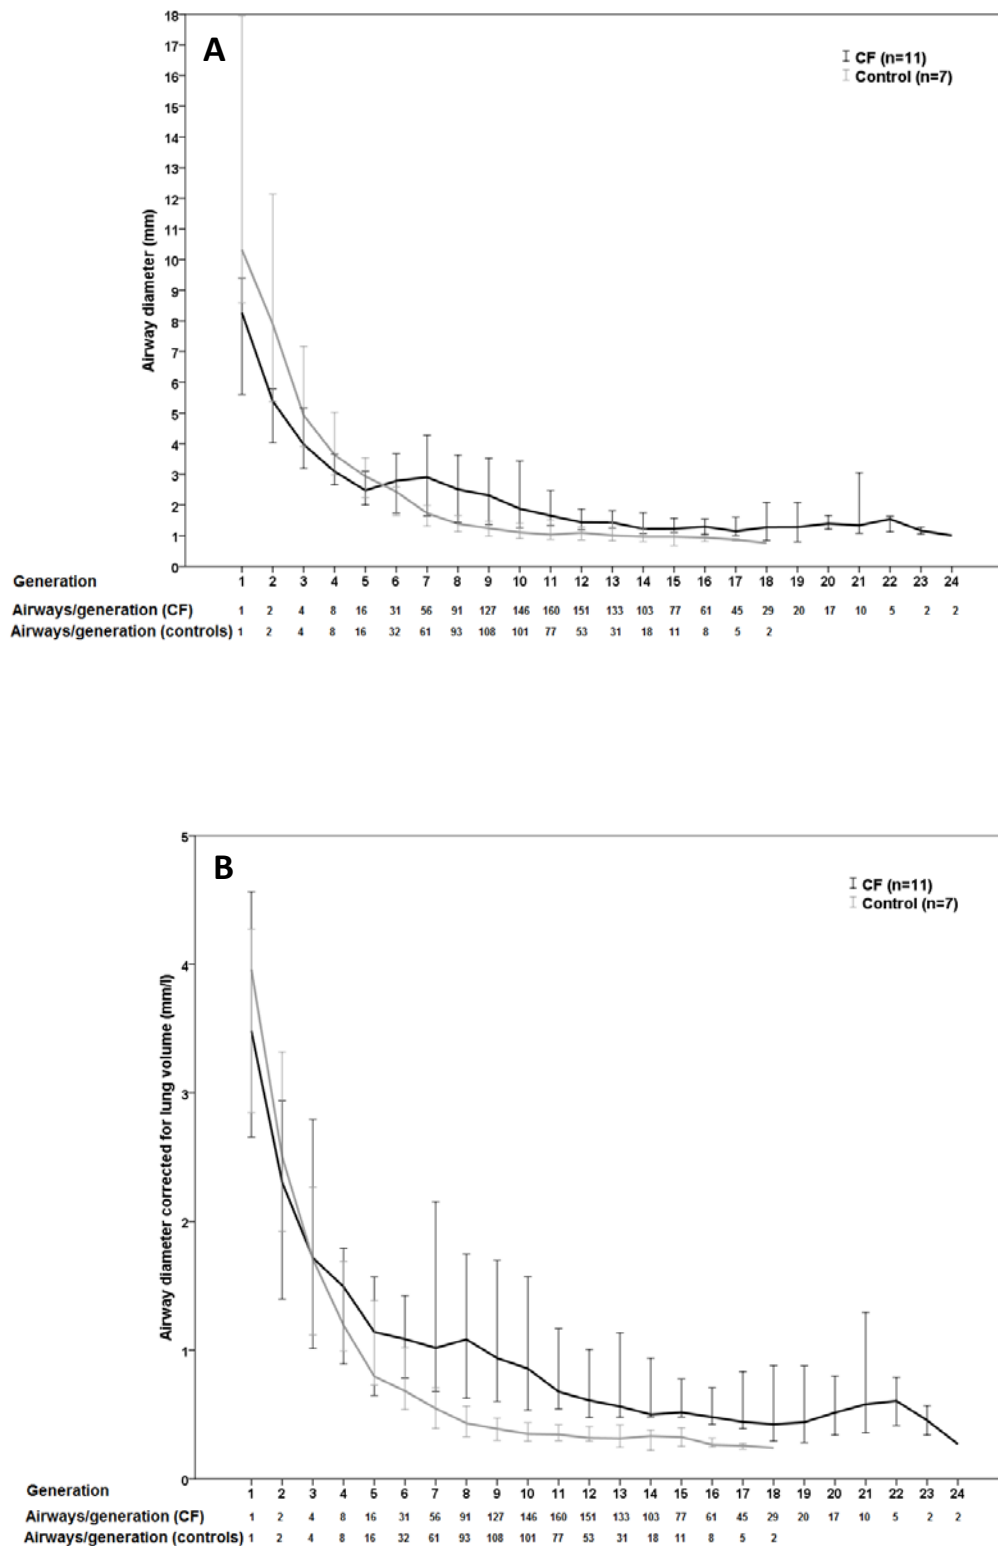 A
CF (n=11)
Control (n=7)
Airway diameter (mm)
18
17
16
15
14
13
12
11
10
9
8
7
6
5
4
3
2
1
0
Generation 1 2 3 4 5 6 7 8 9 10 11 12 13 14 15 16 17 18 19 20 21 22 23 24
Airways/generation (CF) 1 2 4 8 16 31 56 91 127 146 160 151 133 103 77 61 45 29 20 17 10 5 2 2
Airways/generation (controls) 1 2 4 8 16 32 61 93 108 101 77 53 31 18 11 8 5 2
B
CF (n=11)
Control (n=7)
Airway diameter corrected for lung volume (mm/l)
5
4
3
2
1
0
Generation 1 2 3 4 5 6 7 8 9 10 11 12 13 14 15 16 17 18 19 20 21 22 23 24
Airways/generation (CF) 1 2 4 8 16 31 56 91 127 146 160 151 133 103 77 61 45 29 20 17 10 5 2 2
Airways/generation (controls) 1 2 4 8 16 32 61 93 108 101 77 53 31 18 11 8 5 2